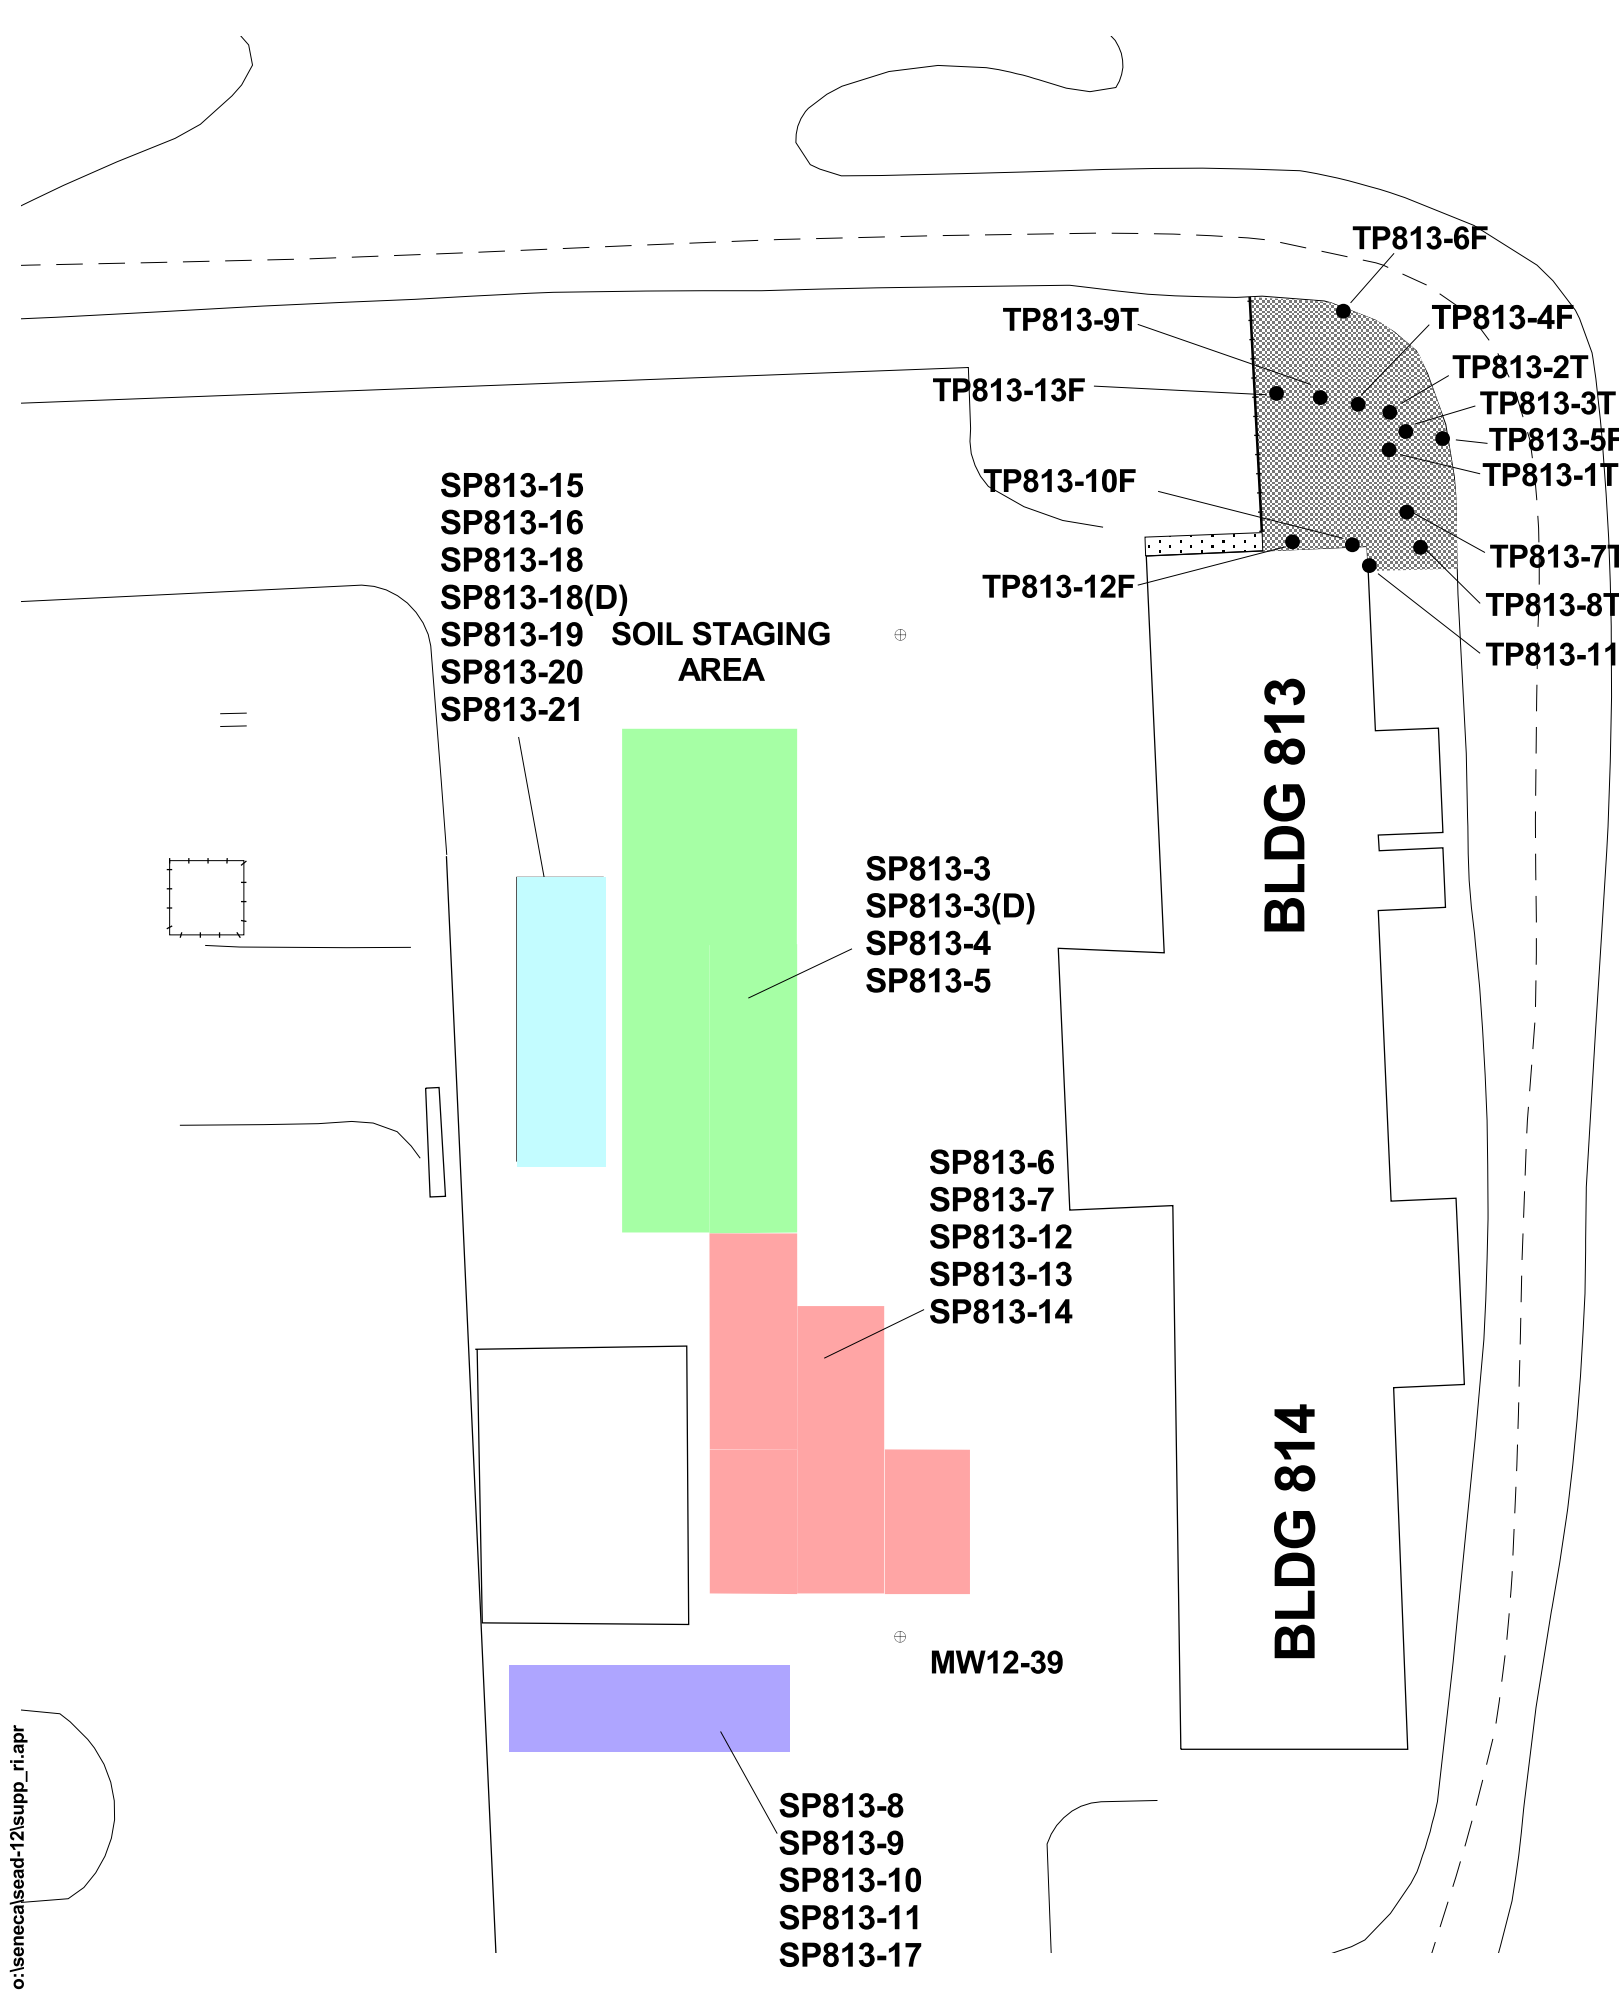 TP813-6F
TP813-9T
TP813-4F
TP813-2T
TP813-13F
TP813-3T
TP813-5F
TP813-1T
TP813-10F
TP813-7T
TP813-12F
TP813-8T
TP813-11
SP813-15
SP813-16
SP813-18
SP813-18(D)
SP813-19
SP813-20
SP813-21
SOIL STAGING
AREA
BLDG 813
SP813-3
SP813-3(D)
SP813-4
SP813-5
SP813-6
SP813-7
SP813-12
SP813-13
SP813-14
BLDG 814
MW12-39
SP813-8
SP813-9
SP813-10
SP813-11
SP813-17
o:\seneca\sead-12\supp_ri.apr